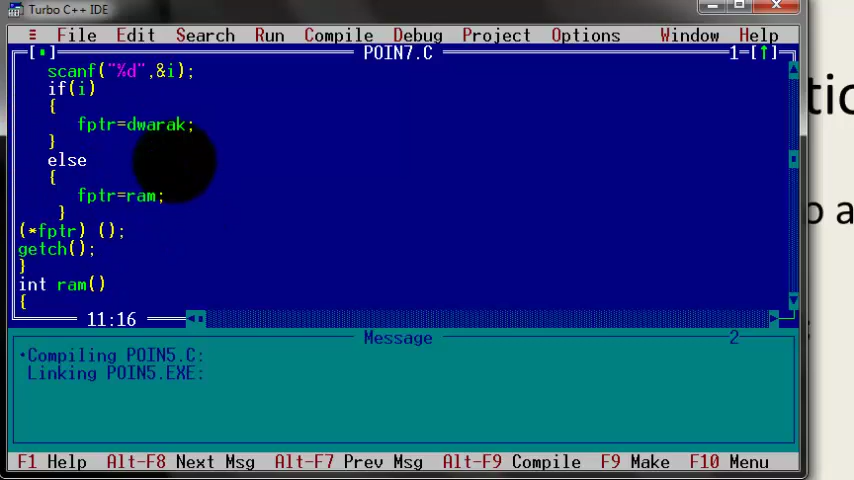 Turbo C++ IDE
≡ File Edit Search Run Compile Debug Project Options Window Help
[▪] POIN7.C 1=[↑]
scanf("%d",&i);
if(i)
{
fptr=dwarak;
}
else
{
fptr=ram;
}
(*fptr) ();
getch();
}
int ram()
{
11:16
Message 2
•Compiling POIN5.C:
Linking POIN5.EXE:
F1 Help Alt-F8 Next Msg Alt-F7 Prev Msg Alt-F9 Compile F9 Make F10 Menu